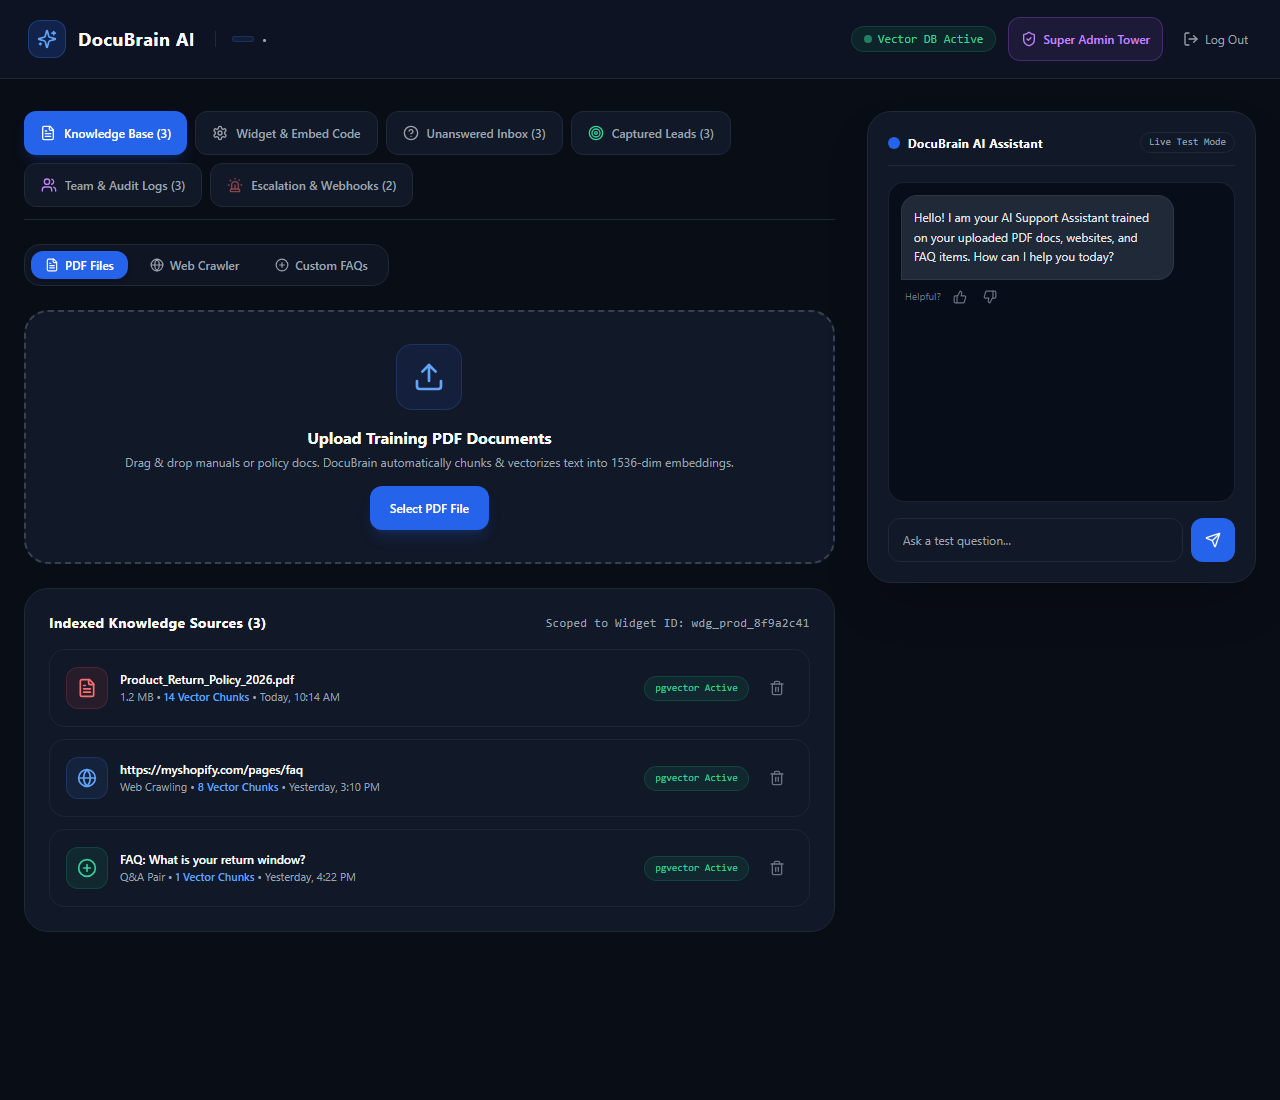 DocuBrain AI
Vector DB Active
Super Admin Tower
Log Out
Knowledge Base (3)
Widget & Embed Code
Unanswered Inbox (3)
Captured Leads (3)
Team & Audit Logs (3)
Escalation & Webhooks (2)
PDF Files
Web Crawler
Custom FAQs
Upload Training PDF Documents
Drag & drop manuals or policy docs. DocuBrain automatically chunks & vectorizes text into 1536-dim embeddings.
Select PDF File
Indexed Knowledge Sources (3)
Scoped to Widget ID: wdg_prod_8f9a2c41
Product_Return_Policy_2026.pdf
1.2 MB • 14 Vector Chunks • Today, 10:14 AM
pgvector Active
https://myshopify.com/pages/faq
Web Crawling • 8 Vector Chunks • Yesterday, 3:10 PM
pgvector Active
FAQ: What is your return window?
Q&A Pair • 1 Vector Chunks • Yesterday, 4:22 PM
pgvector Active
DocuBrain AI Assistant
Live Test Mode
Hello! I am your AI Support Assistant trained
on your uploaded PDF docs, websites, and
FAQ items. How can I help you today?
Helpful?
Ask a test question...